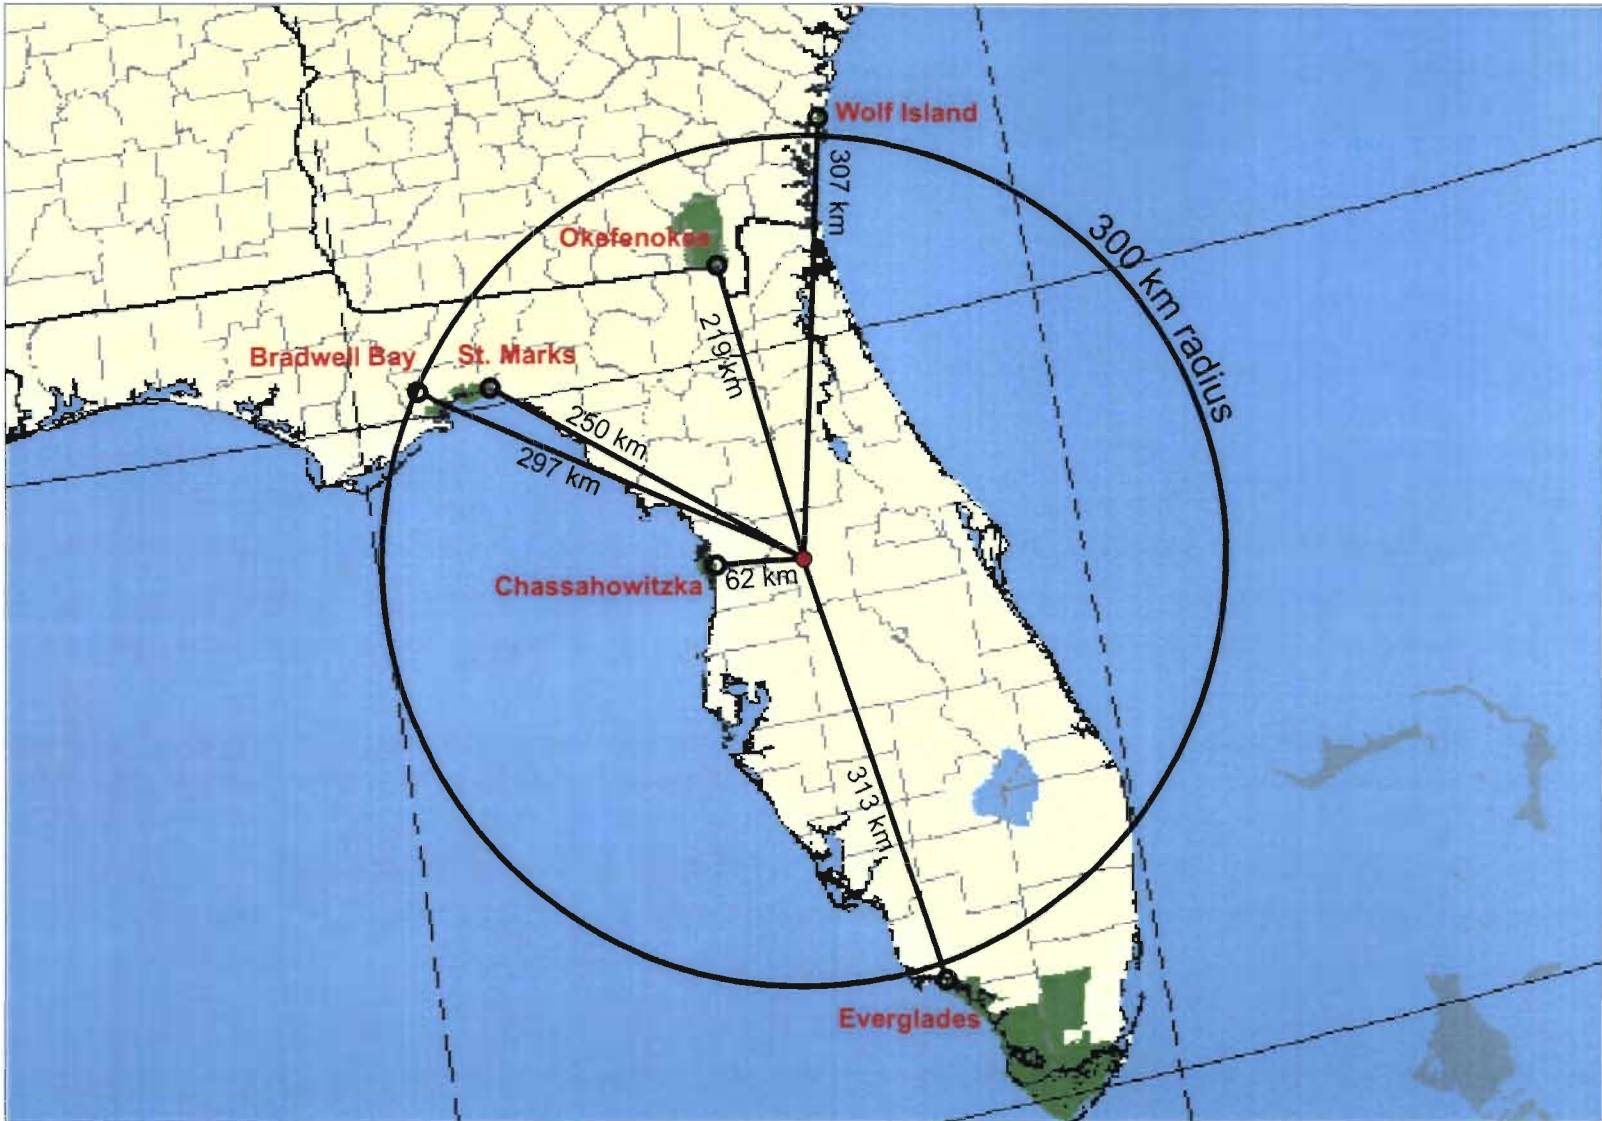 Wolf Island
307 km
300 km radius
Okefenokee
219 km
Bradwell Bay
St. Marks
250 km
297 km
Chassahowitzka
62 km
313 km
Everglades